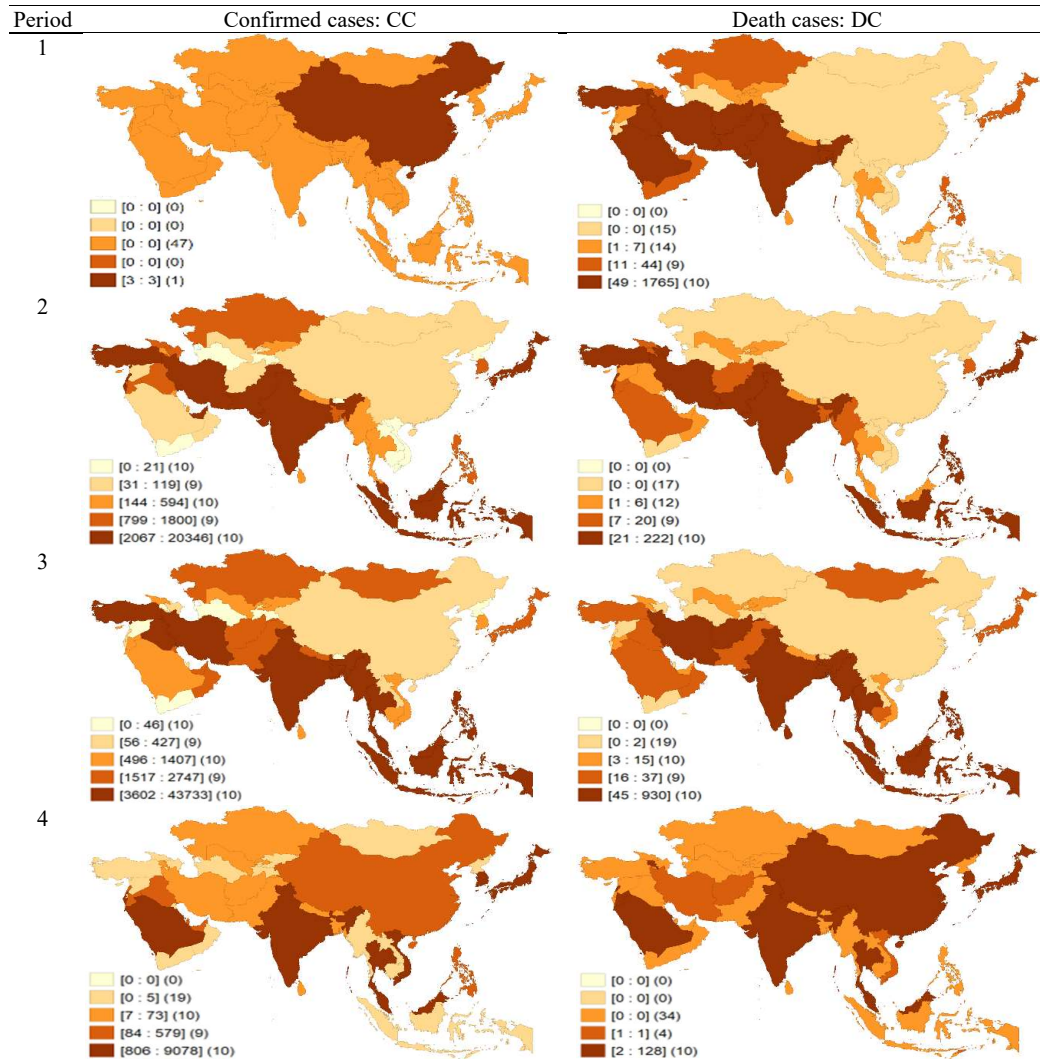 Period Confirmed cases: CC Death cases: DC
1
[0 : 0] (0)
[0 : 0] (0)
[0 : 0] (47)
[0 : 0] (0)
[3 : 3] (1)
[0 : 0] (0)
[0 : 0] (15)
[1 : 7] (14)
[11 : 44] (9)
[49 : 1765] (10)
2
[0 : 21] (10)
[31 : 119] (9)
[144 : 594] (10)
[799 : 1800] (9)
[2067 : 20346] (10)
[0 : 0] (0)
[0 : 0] (17)
[1 : 6] (12)
[7 : 20] (9)
[21 : 222] (10)
3
[0 : 46] (10)
[56 : 427] (9)
[496 : 1407] (10)
[1517 : 2747] (9)
[3602 : 43733] (10)
[0 : 0] (0)
[0 : 2] (19)
[3 : 15] (10)
[16 : 37] (9)
[45 : 930] (10)
4
[0 : 0] (0)
[0 : 5] (19)
[7 : 73] (10)
[84 : 579] (9)
[806 : 9078] (10)
[0 : 0] (0)
[0 : 0] (0)
[0 : 0] (34)
[1 : 1] (4)
[2 : 128] (10)